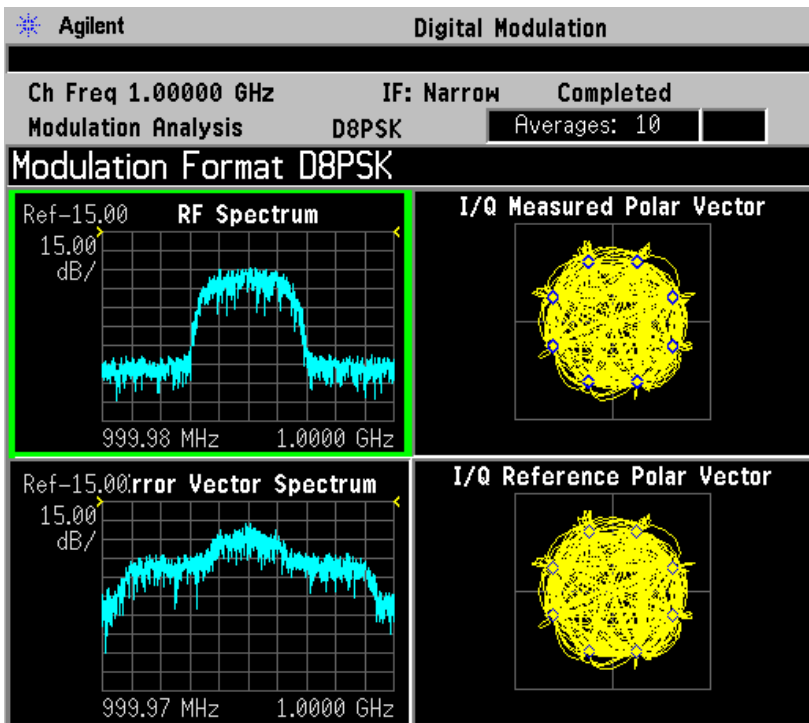 Agilent Digital Modulation
Ch Freq 1.00000 GHz IF: Narrow Completed
Modulation Analysis D8PSK Averages: 10
Modulation Format D8PSK
Ref-15.00 RF Spectrum
15.00
dB/
999.98 MHz 1.0000 GHz
I/Q Measured Polar Vector
Ref-15.00 rror Vector Spectrum
15.00
dB/
999.97 MHz 1.0000 GHz
I/Q Reference Polar Vector